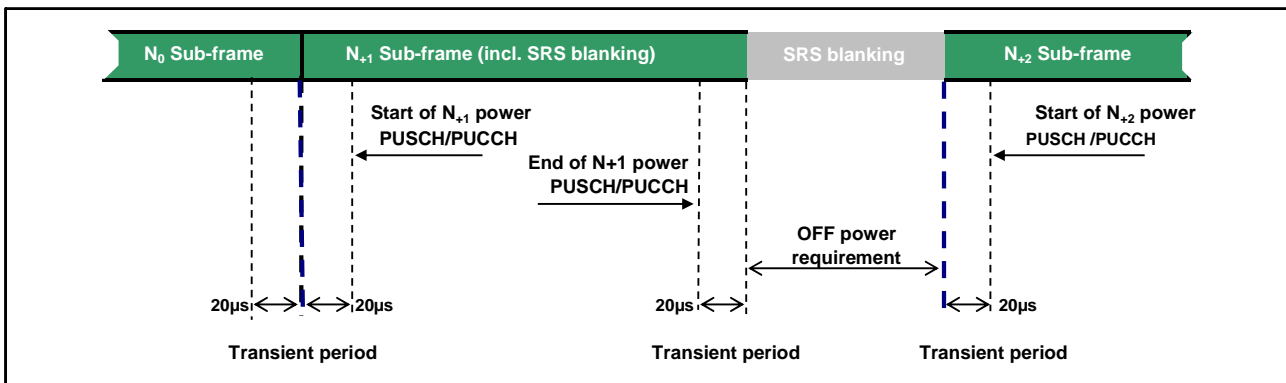 N₀ Sub-frame
N₊₁ Sub-frame (incl. SRS blanking)
SRS blanking
N₊₂ Sub-frame
Start of N₊₁ power
PUSCH/PUCCH
End of N+1 power
PUSCH/PUCCH
Start of N₊₂ power
PUSCH /PUCCH
OFF power
requirement
20µs
20µs
20µs
20µs
Transient period
Transient period
Transient period